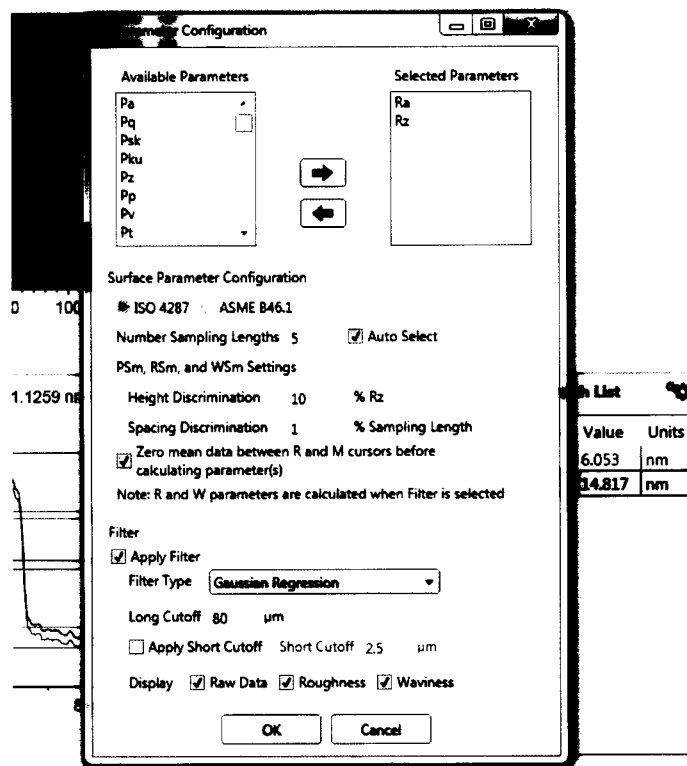 Parameter Configuration
Available Parameters
Selected Parameters
Pa
Pq
Psk
Pku
Pz
Pp
Pv
Pt
Ra
Rz
Surface Parameter Configuration
ISO 4287 ASME B46.1
Number Sampling Lengths 5 Auto Select
PSm, RSm, and WSm Settings
Height Discrimination 10 % Rz
Spacing Discrimination 1 % Sampling Length
Zero mean data between R and M cursors before
calculating parameter(s)
Note: R and W parameters are calculated when Filter is selected
Filter
Apply Filter
Filter Type Gaussian Regression
Long Cutoff 80 μm
Apply Short Cutoff Short Cutoff 2.5 μm
Display Raw Data Roughness Waviness
OK Cancel
0 100
1.1259
8
List
Value Units
6.053 nm
14.817 nm